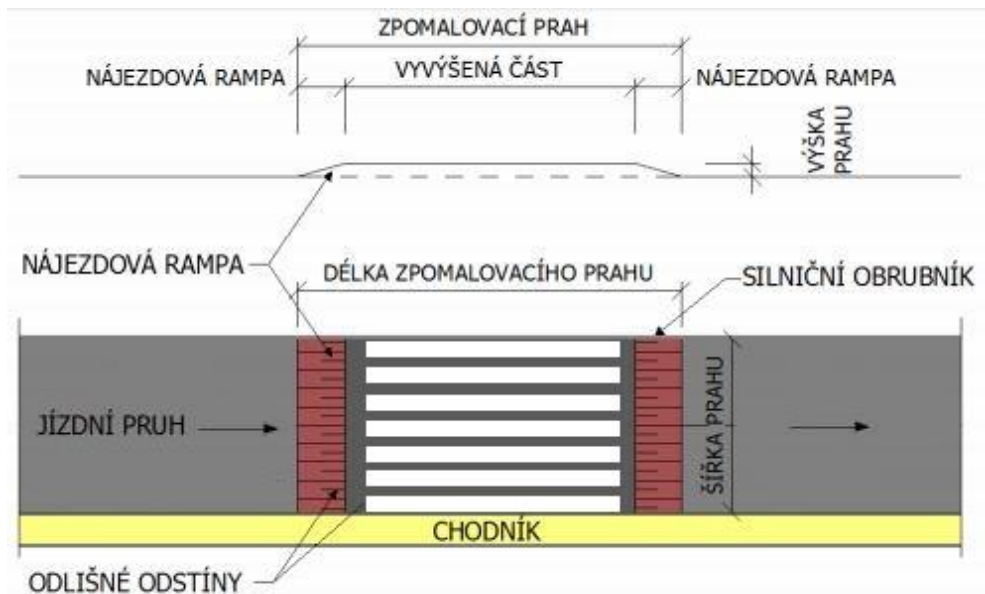 ZPOMALOVACÍ PRAH
NÁJEZDOVÁ RAMPA
VYVÝŠENÁ ČÁST
NÁJEZDOVÁ RAMPA
VÝŠKA
PRAHU
NÁJEZDOVÁ RAMPA
DÉLKA ZPOMALOVACÍHO PRAHU
SILNIČNÍ OBRUBNÍK
JÍZDNÍ PRUH
ŠÍŘKA PRAHU
CHODNÍK
ODLIŠNÉ ODSTÍNY